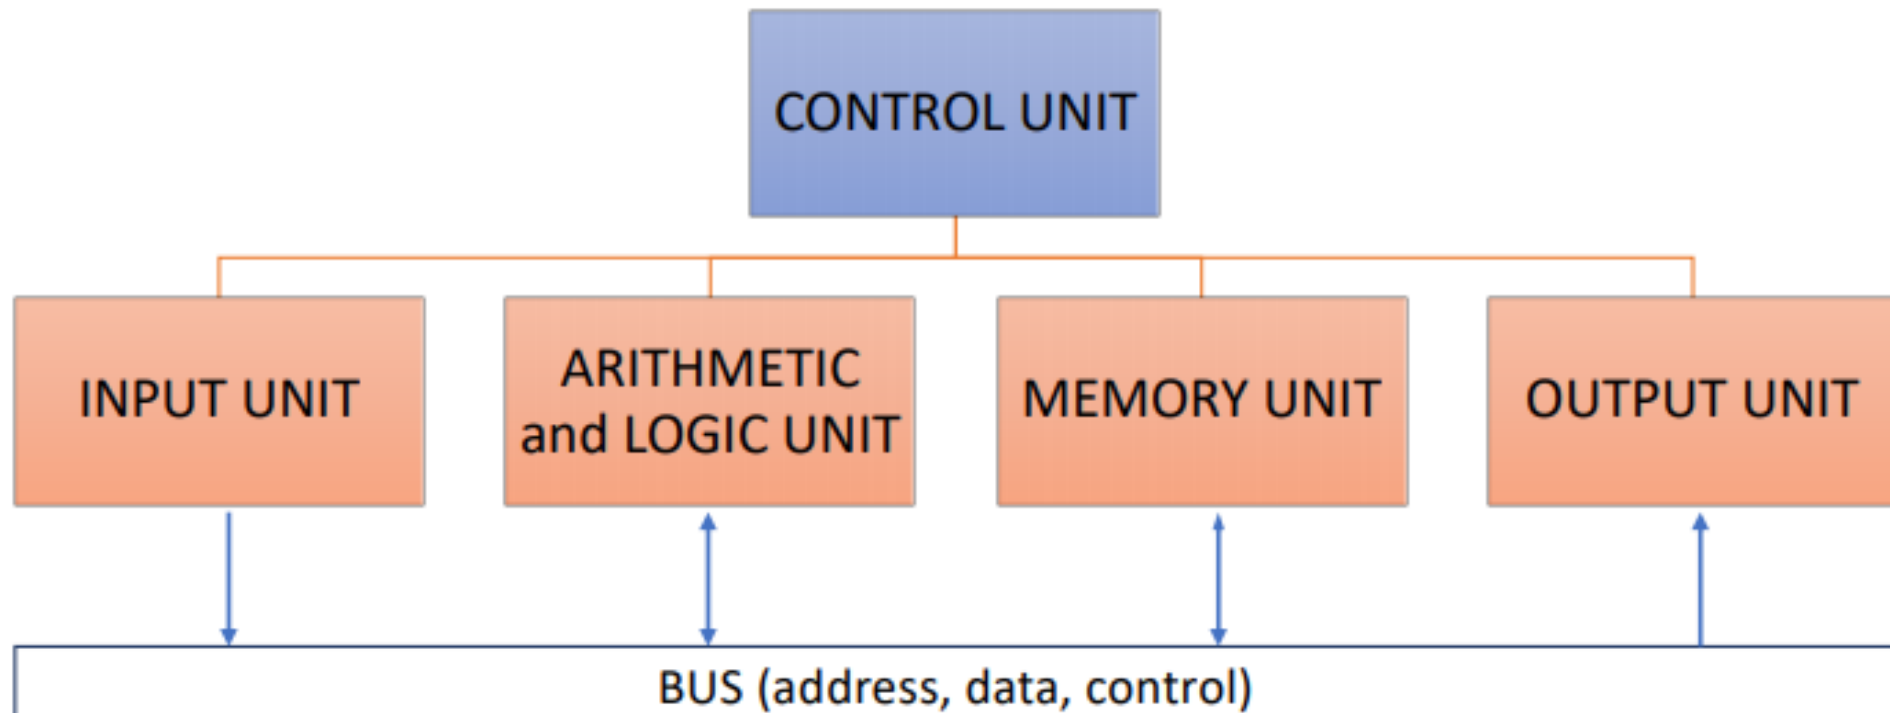 CONTROL UNIT
INPUT UNIT
ARITHMETIC
and LOGIC UNIT
MEMORY UNIT
OUTPUT UNIT
BUS (address, data, control)